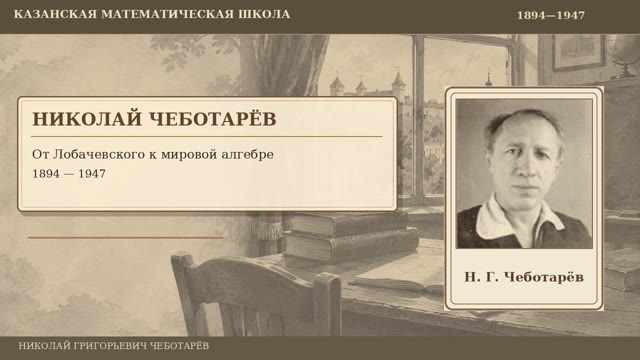 КАЗАНСКАЯ МАТЕМАТИЧЕСКАЯ ШКОЛА
1894—1947
НИКОЛАЙ ЧЕБОТАРЁВ
От Лобачевского к мировой алгебре
1894 — 1947
Н. Г. Чеботарёв
НИКОЛАЙ ГРИГОРЬЕВИЧ ЧЕБОТАРЁВ